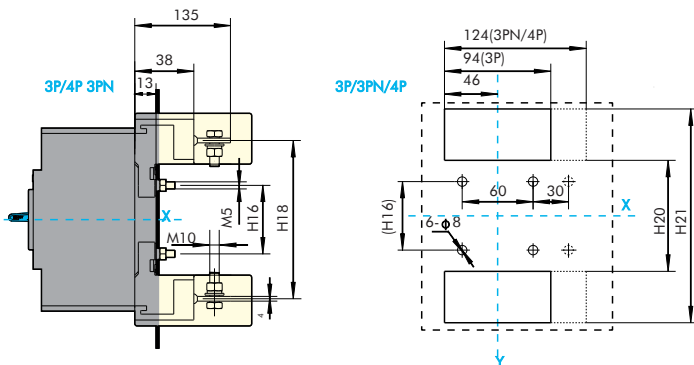 135
38
3P/4P 3PN
13
X
M5
H16
H18
M10
4
124(3PN/4P)
94(3P)
3P/3PN/4P
46
60
30
X
(H16)
6-ϕ8
H20
H21
Y